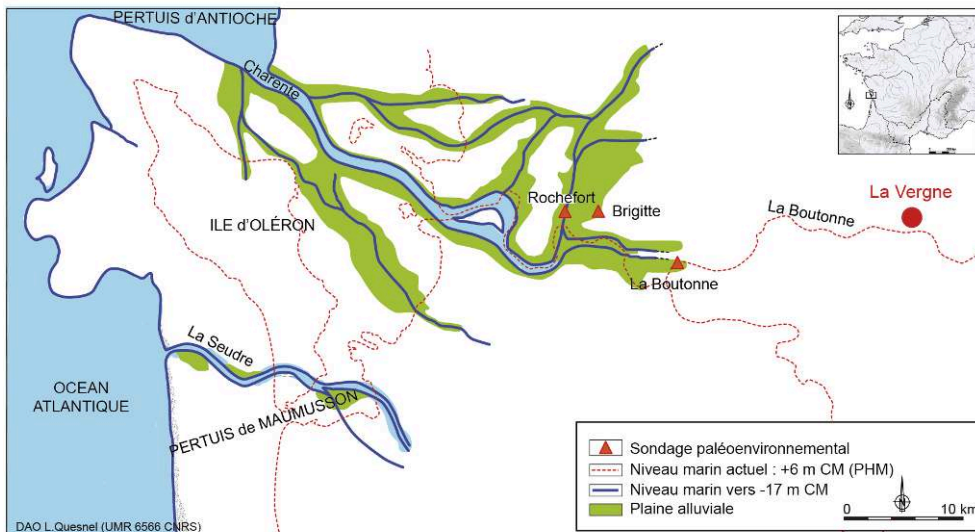 PERTUIS d'ANTIOCHE
Charente
Rochefort
Brigitte
La Vergne
La Boutonne
ILE d'OLÉRON
La Boutonne
La Seudre
OCEAN
ATLANTIQUE
PERTUIS de MAUMUSSON
Sondage paléoenvironmental
Niveau marin actuel : +6 m CM (PHM)
Niveau marin vers -17 m CM
Plaine alluviale
0 10 km
DAO L.Quesnel (UMR 6566 CNRS)